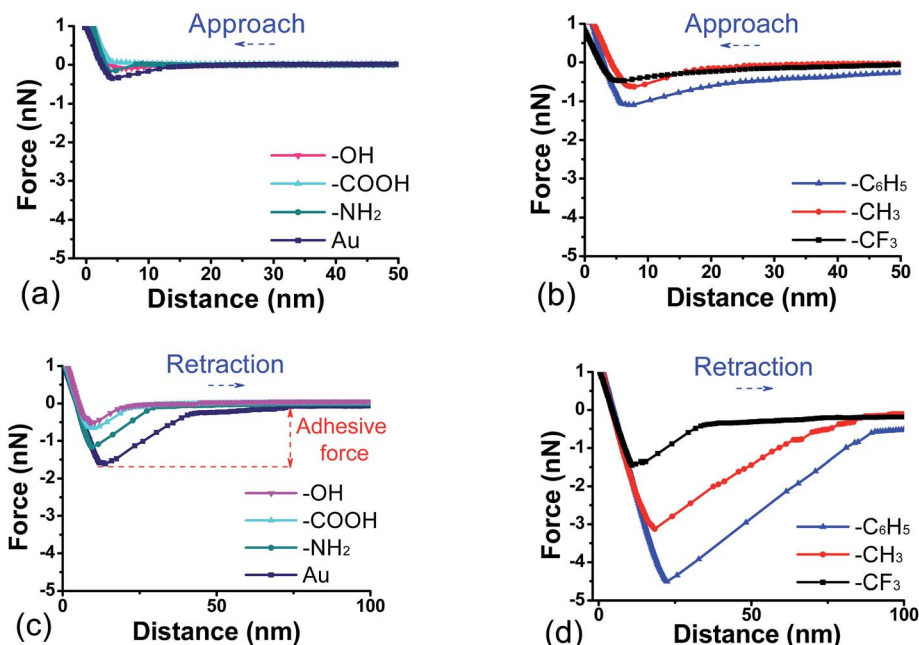 Approach
1
0
-1
-2
-3
-4
-5
Force (nN)
-OH
-COOH
-NH2
Au
0 10 20 30 40 50
Distance (nm)
(a)
Approach
1
0
-1
-2
-3
-4
-5
Force (nN)
-C6H5
-CH3
-CF3
0 10 20 30 40 50
Distance (nm)
(b)
Retraction
1
0
-1
-2
-3
-4
-5
Force (nN)
Adhesive
force
-OH
-COOH
-NH2
Au
0 25 50 75 100
Distance (nm)
(c)
Retraction
1
0
-1
-2
-3
-4
-5
Force (nN)
-C6H5
-CH3
-CF3
0 25 50 75 100
Distance (nm)
(d)